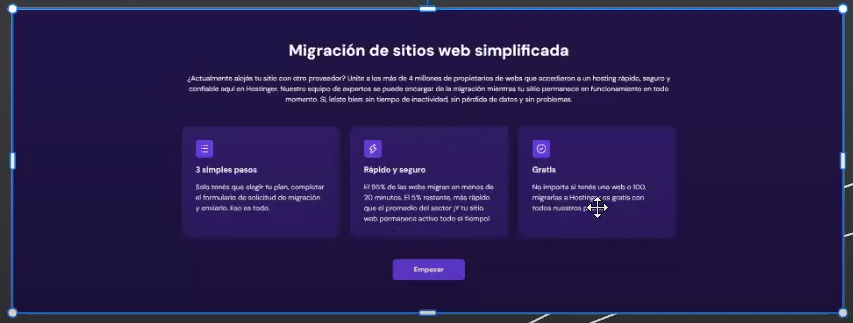 Migración de sitios web simplificada
¿Actualmente alojás tu sitio con otro proveedor? Unite a los más de 4 millones de propietarios de webs que accedieron a un hosting rápido, seguro y
confiable aquí en Hostinger. Nuestro equipo de expertos se puede encargar de la migración mientras tu sitio permanece en funcionamiento en todo
momento. Sí, leíste bien: sin tiempo de inactividad, sin pérdida de datos y sin problemas.
3 simples pasos
Solo tenés que elegir tu plan, completar
el formulario de solicitud de migración
y enviarlo. Eso es todo.
Rápido y seguro
El 95% de las webs migran en menos de
20 minutos. El 5% restante, más rápido
que el promedio del sector ¡Y tu sitio
web permanece activo todo el tiempo!
Gratis
No importa si tenés una web o 100,
migrarlas a Hostinger es gratis con
todos nuestros
Empezar